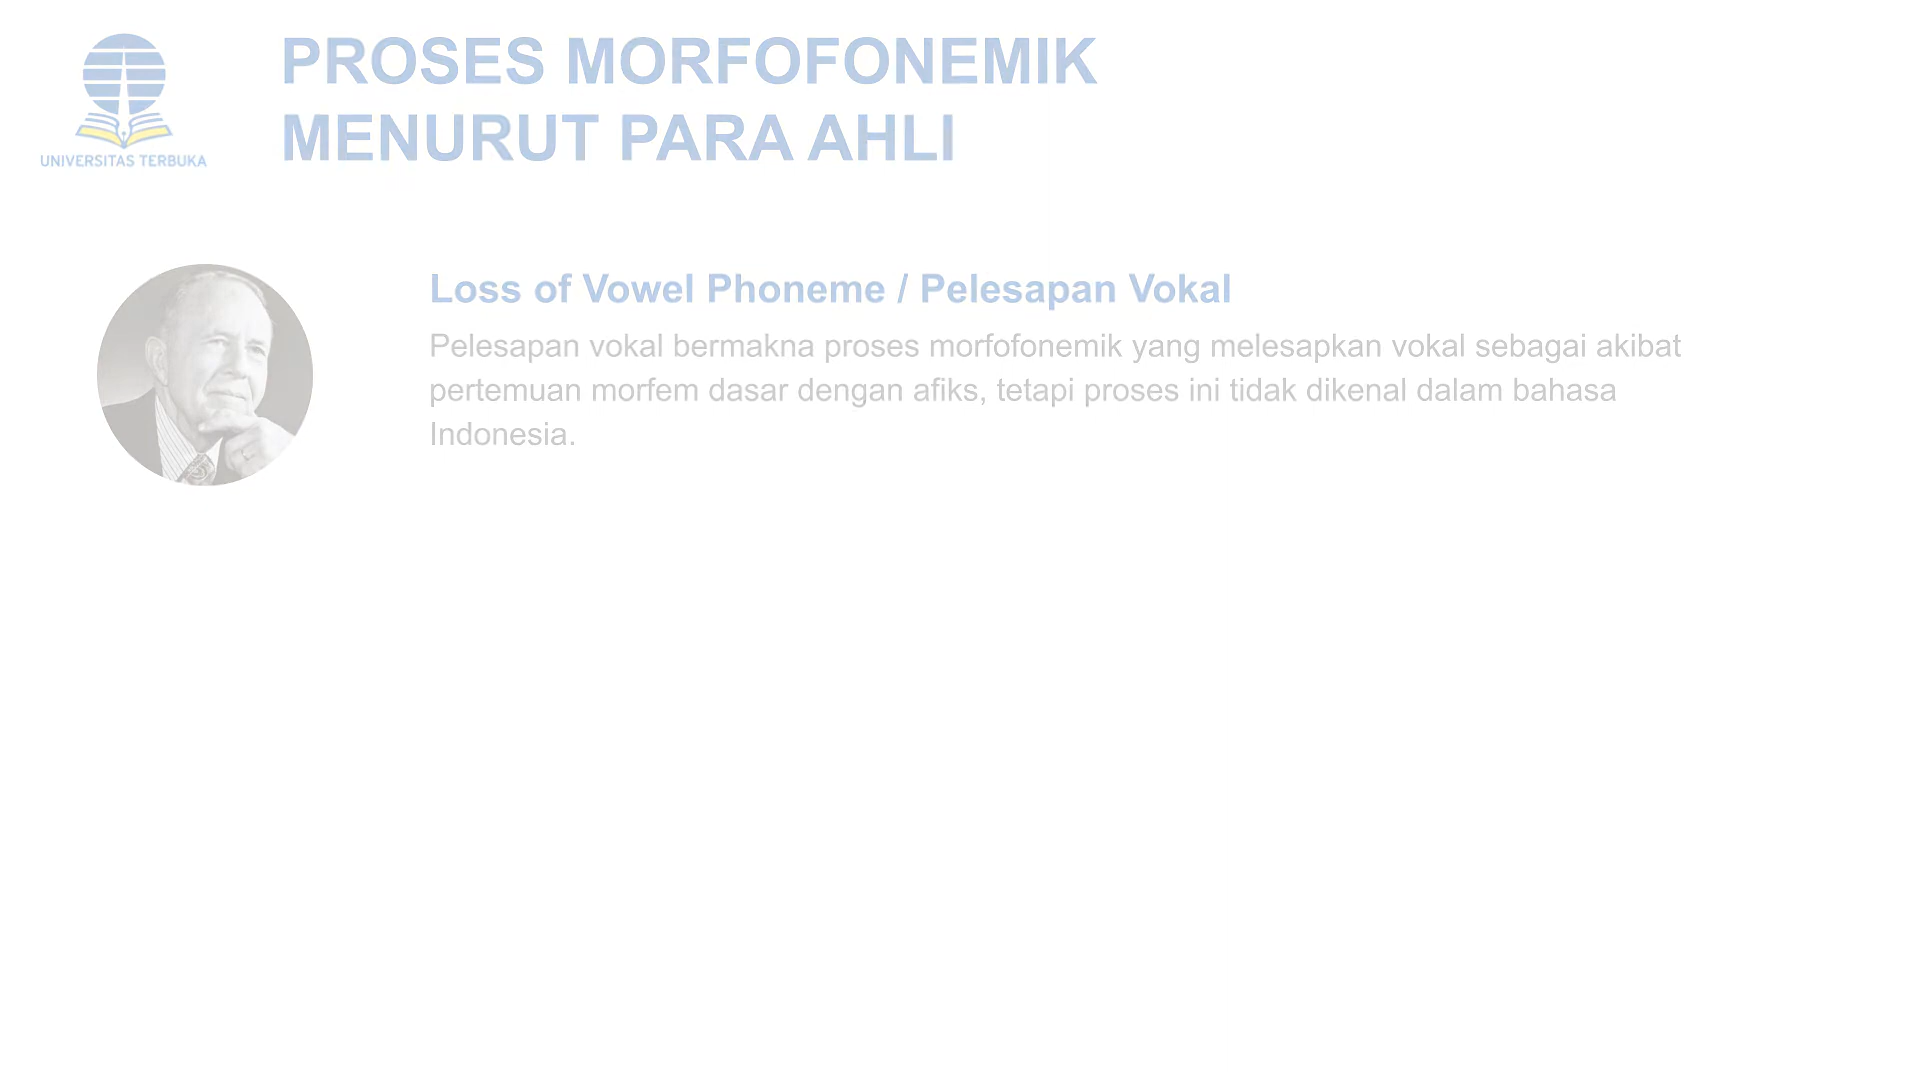 PROSES MORFOFONEMIK
MENURUT PARA AHLI
UNIVERSITAS TERBUKA
Loss of Vowel Phoneme / Pelesapan Vokal
Pelesapan vokal bermakna proses morfofonemik yang melesapkan vokal sebagai akibat
pertemuan morfem dasar dengan afiks, tetapi proses ini tidak dikenal dalam bahasa
Indonesia.